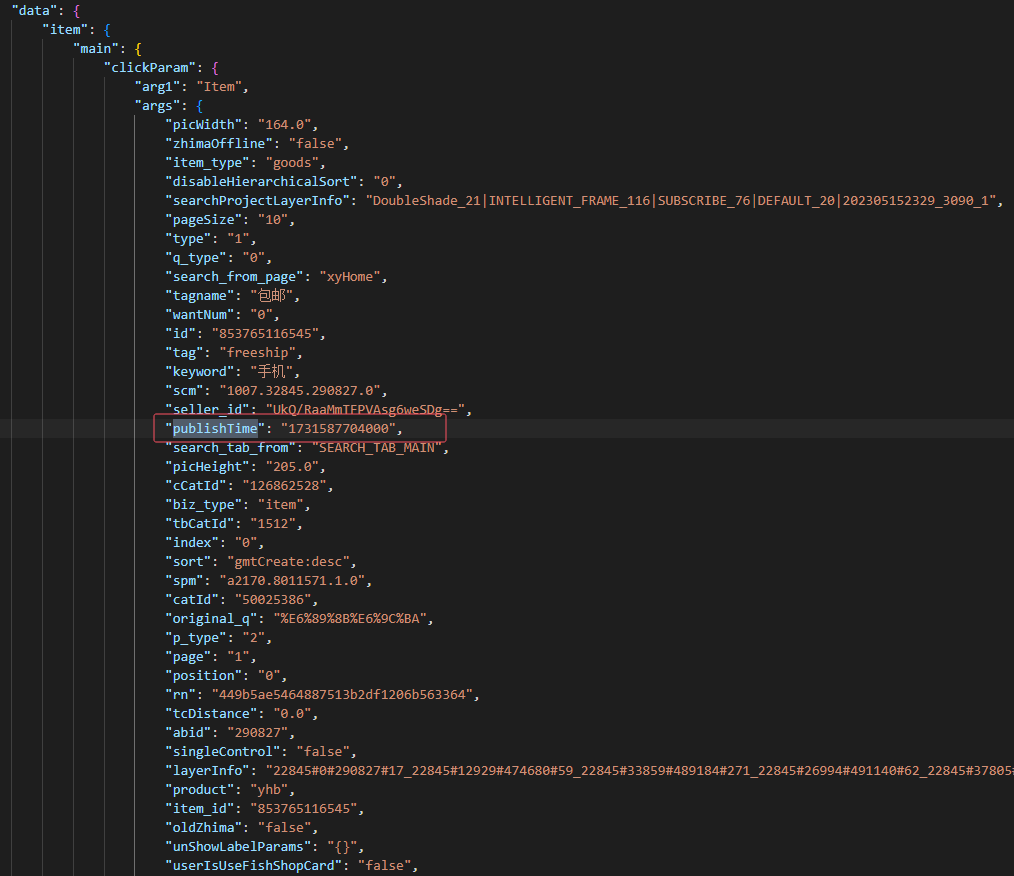 "data": {
"item": {
"main": {
"clickParam": {
"arg1": "Item",
"args": {
"picWidth": "164.0",
"zhimaOffline": "false",
"item_type": "goods",
"disableHierarchicalSort": "0",
"searchProjectLayerInfo": "DoubleShade_21|INTELLIGENT_FRAME_116|SUBSCRIBE_76|DEFAULT_20|202305152329_3090_1",
"pageSize": "10",
"type": "1",
"q_type": "0",
"search_from_page": "xyHome",
"tagname": "包邮",
"wantNum": "0",
"id": "853765116545",
"tag": "freeship",
"keyword": "手机",
"scm": "1007.32845.290827.0",
"seller_id": "UkQ/RaaMmTFPVAsg6weSDg==",
"publishTime": "1731587704000",
"search_tab_from": "SEARCH_TAB_MAIN",
"picHeight": "205.0",
"cCatId": "126862528",
"biz_type": "item",
"tbCatId": "1512",
"index": "0",
"sort": "gmtCreate:desc",
"spm": "a2170.8011571.1.0",
"catId": "50025386",
"original_q": "%E6%89%8B%E6%9C%BA",
"p_type": "2",
"page": "1",
"position": "0",
"rn": "449b5ae5464887513b2df1206b563364",
"tcDistance": "0.0",
"abid": "290827",
"singleControl": "false",
"layerInfo": "22845#0#290827#17_22845#12929#474680#59_22845#33859#489184#271_22845#26994#491140#62_22845#37805#
"product": "yhb",
"item_id": "853765116545",
"oldZhima": "false",
"unShowLabelParams": "{}",
"userIsUseFishShopCard": "false",